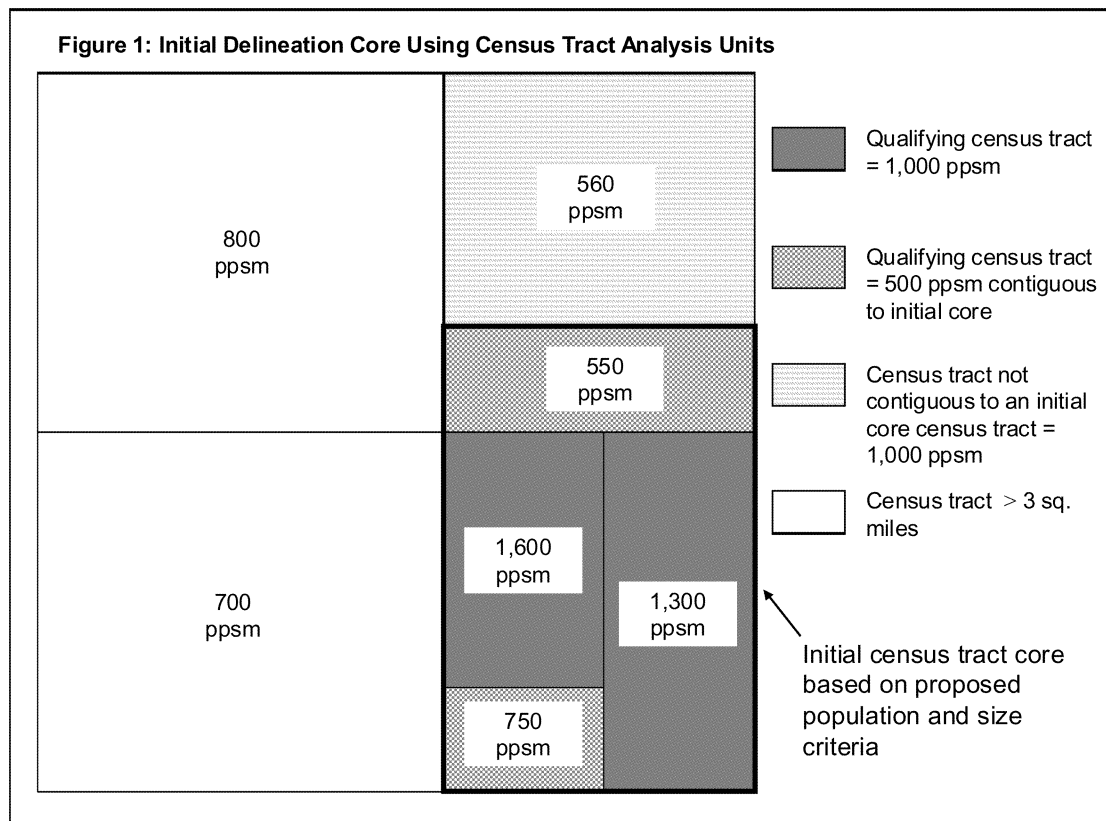 Figure 1: Initial Delineation Core Using Census Tract Analysis Units
800
ppsm
560
ppsm
550
ppsm
1,600
ppsm
1,300
ppsm
700
ppsm
750
ppsm
Qualifying census tract
= 1,000 ppsm
Qualifying census tract
= 500 ppsm contiguous
to initial core
Census tract not
contiguous to an initial
core census tract =
1,000 ppsm
Census tract > 3 sq.
miles
Initial census tract core
based on proposed
population and size
criteria